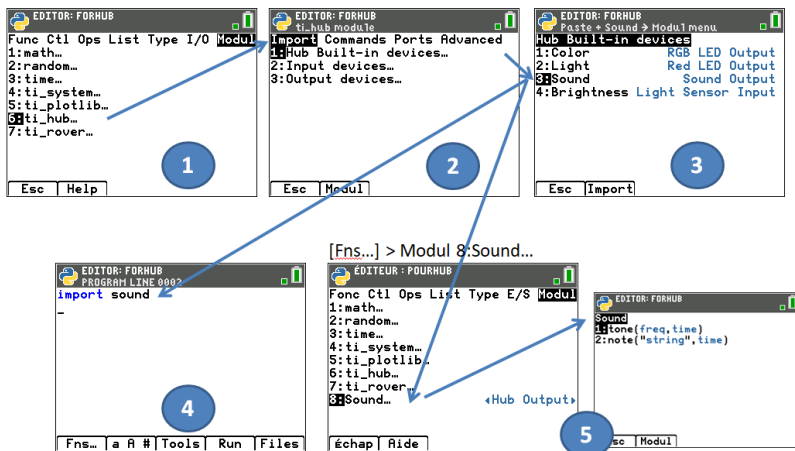 EDITOR: FORHUB
Func Ctl Ops List Type I/O Modul
1:math…
2:random…
3:time…
4:ti_system…
5:ti_plotlib…
6:ti_hub…
7:ti_rover…
1
Esc Help
EDITOR: FORHUB
ti_hub module
Import Commands Ports Advanced
1:Hub Built-in devices…
2:Input devices…
3:Output devices…
2
Esc Modul
EDITOR: FORHUB
Paste + Sound → Modul menu
Hub Built-in devices
1:Color RGB LED Output
2:Light Red LED Output
3:Sound Sound Output
4:Brightness Light Sensor Input
3
Esc Import
[Fns...] > Modul 8:Sound...
EDITOR: FORHUB
PROGRAM LINE 0002
import sound
4
Fns… a A # Tools Run Files
ÉDITEUR : POURHUB
Fonc Ctl Ops List Type E/S Modul
1:math…
2:random…
3:time…
4:ti_system…
5:ti_plotlib…
6:ti_hub…
7:ti_rover…
8:Sound… Hub Output
échap Aide
EDITOR: FORHUB
Sound
1:tone(freq,time)
2:note("string",time)
5
Modul